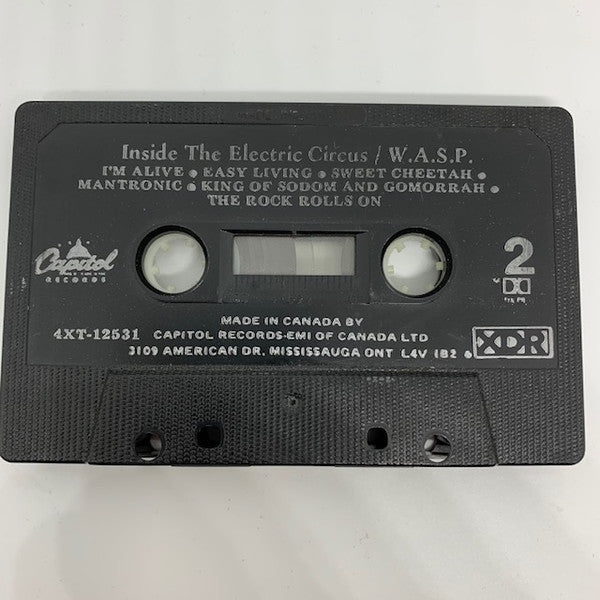 Inside The Electric Circus / W.A.S.P.
I'M ALIVE • EASY LIVING • SWEET CHEETAH •
MANTRONIC • KING OF SODOM AND GOMORRAH •
THE ROCK ROLLS ON
Capitol
RECORDS
2
MADE IN CANADA BY
4XT-12531 CAPITOL RECORDS-EMI OF CANADA LTD
3109 AMERICAN DR. MISSISSAUGA ONT L4V 1B2
XDR